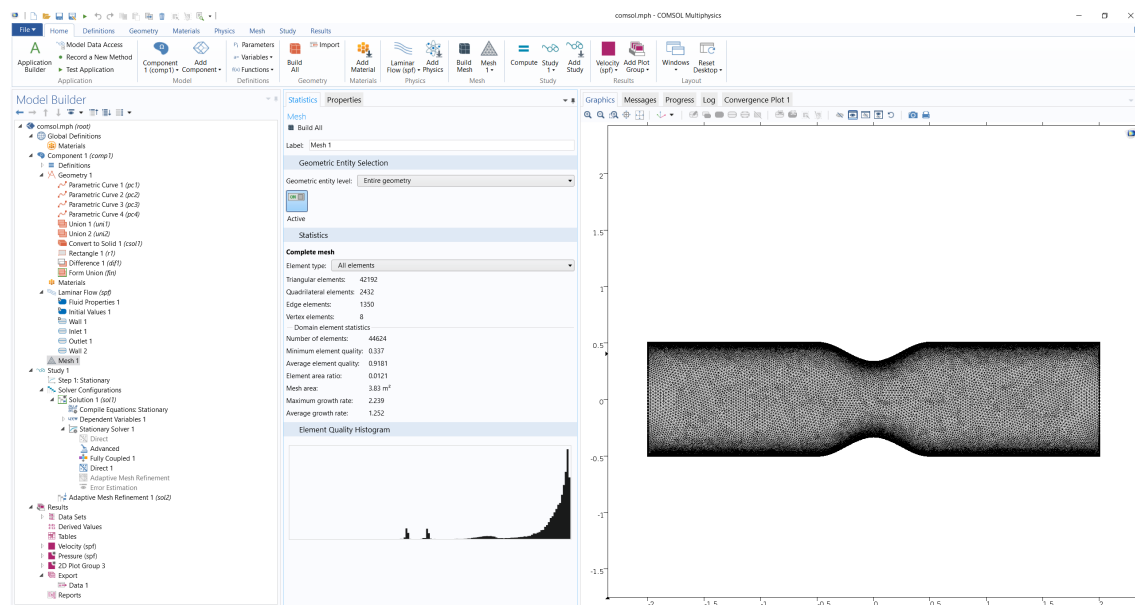 comsol.mph - COMSOL Multiphysics
File Home Definitions Geometry Materials Physics Mesh Study Results
Application Builder
Model Data Access
Record a New Method
Test Application
Application
Component 1 (comp1)
Add Component
Model
Pi Parameters
a= Variables
f(x) Functions
Definitions
Build All
Import
Geometry
Add Material
Materials
Laminar Flow (spf)
Add Physics
Physics
Build Mesh
Mesh 1
Mesh
Compute
Study 1
Add Study
Study
Velocity (spf)
Add Plot Group
Results
Windows
Reset Desktop
Layout
Model Builder
comsol.mph (root)
Global Definitions
Materials
Component 1 (comp1)
Definitions
Geometry 1
Parametric Curve 1 (pc1)
Parametric Curve 2 (pc2)
Parametric Curve 3 (pc3)
Parametric Curve 4 (pc4)
Union 1 (uni1)
Union 2 (uni2)
Convert to Solid 1 (csol1)
Rectangle 1 (r1)
Difference 1 (dif1)
Form Union (fin)
Materials
Laminar Flow (spf)
Fluid Properties 1
Initial Values 1
Wall 1
Inlet 1
Outlet 1
Wall 2
Mesh 1
Study 1
Step 1: Stationary
Solver Configurations
Solution 1 (sol1)
Compile Equations: Stationary
Dependent Variables 1
Stationary Solver 1
Direct
Advanced
Fully Coupled 1
Direct 1
Adaptive Mesh Refinement
Error Estimation
Adaptive Mesh Refinement 1 (sol2)
Results
Data Sets
Derived Values
Tables
Velocity (spf)
Pressure (spf)
2D Plot Group 3
Export
Data 1
Reports
Statistics Properties
Mesh
Build All
Label: Mesh 1
Geometric Entity Selection
Geometric entity level: Entire geometry
Active
Statistics
Complete mesh
Element type: All elements
Triangular elements: 42192
Quadrilateral elements: 2432
Edge elements: 1350
Vertex elements: 8
Domain element statistics
Number of elements: 44624
Minimum element quality: 0.337
Average element quality: 0.9181
Element area ratio: 0.0121
Mesh area: 3.83 m²
Maximum growth rate: 2.239
Average growth rate: 1.252
Element Quality Histogram
Graphics Messages Progress Log Convergence Plot 1
2
1.5
1
0.5
0
-0.5
-1
-1.5
-2 -1.5 -1 -0.5 0 0.5 1 1.5 2